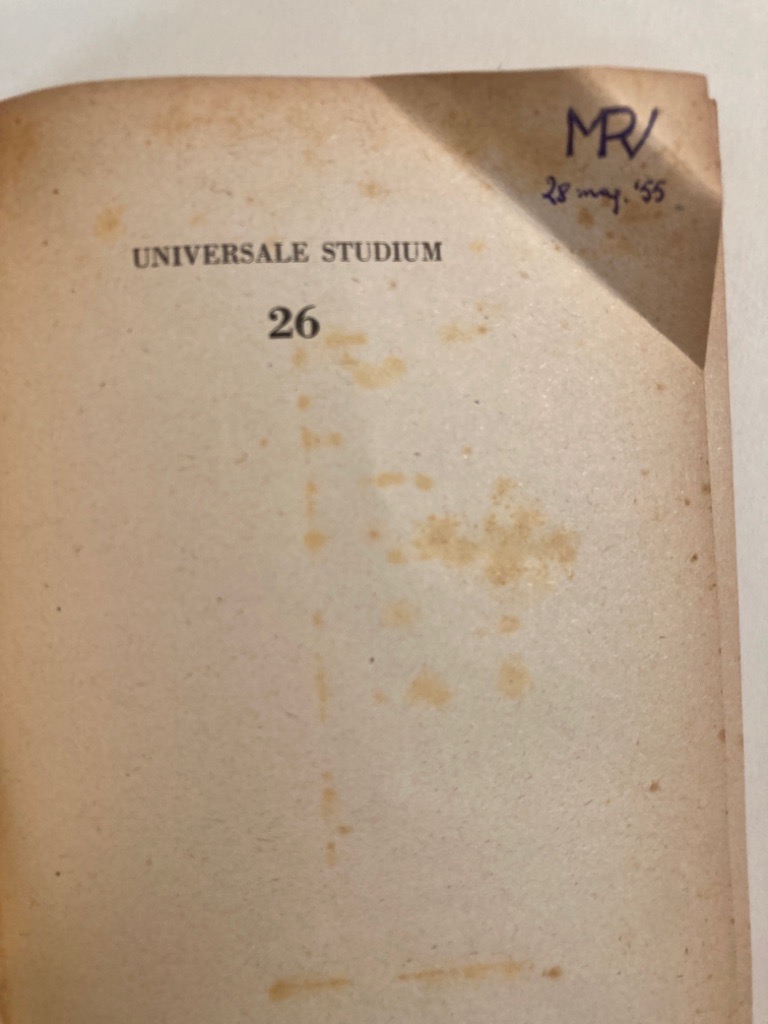 MRV
28 mag. '55
UNIVERSALE STUDIUM
26